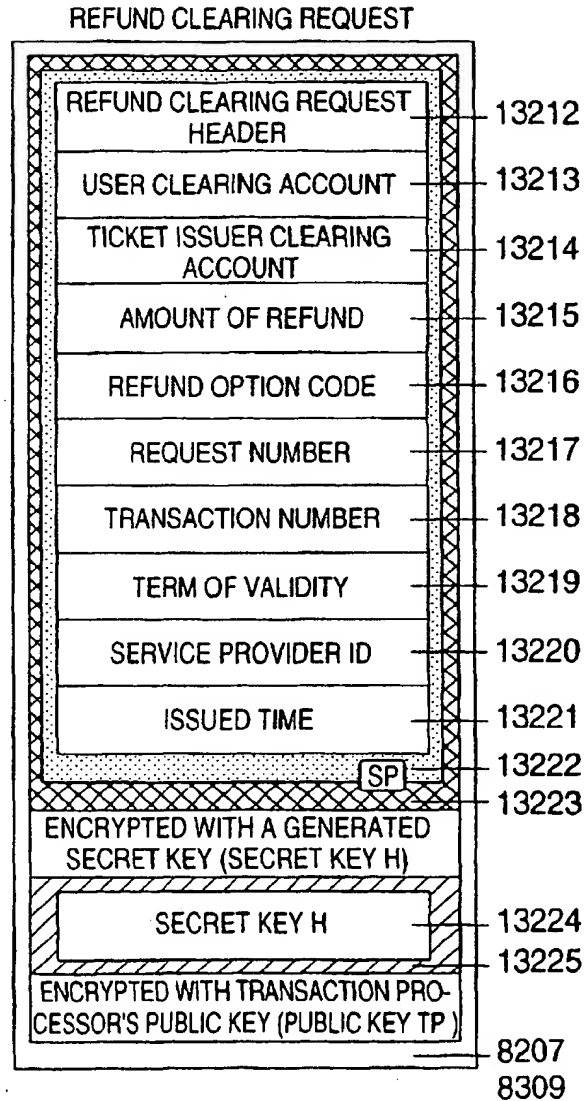 REFUND CLEARING REQUEST
REFUND CLEARING REQUEST
HEADER
13212
USER CLEARING ACCOUNT
13213
TICKET ISSUER CLEARING
ACCOUNT
13214
AMOUNT OF REFUND
13215
REFUND OPTION CODE
13216
REQUEST NUMBER
13217
TRANSACTION NUMBER
13218
TERM OF VALIDITY
13219
SERVICE PROVIDER ID
13220
ISSUED TIME
13221
SP
13222
13223
ENCRYPTED WITH A GENERATED
SECRET KEY (SECRET KEY H)
SECRET KEY H
13224
13225
ENCRYPTED WITH TRANSACTION PRO-
CESSOR'S PUBLIC KEY (PUBLIC KEY TP )
8207
8309